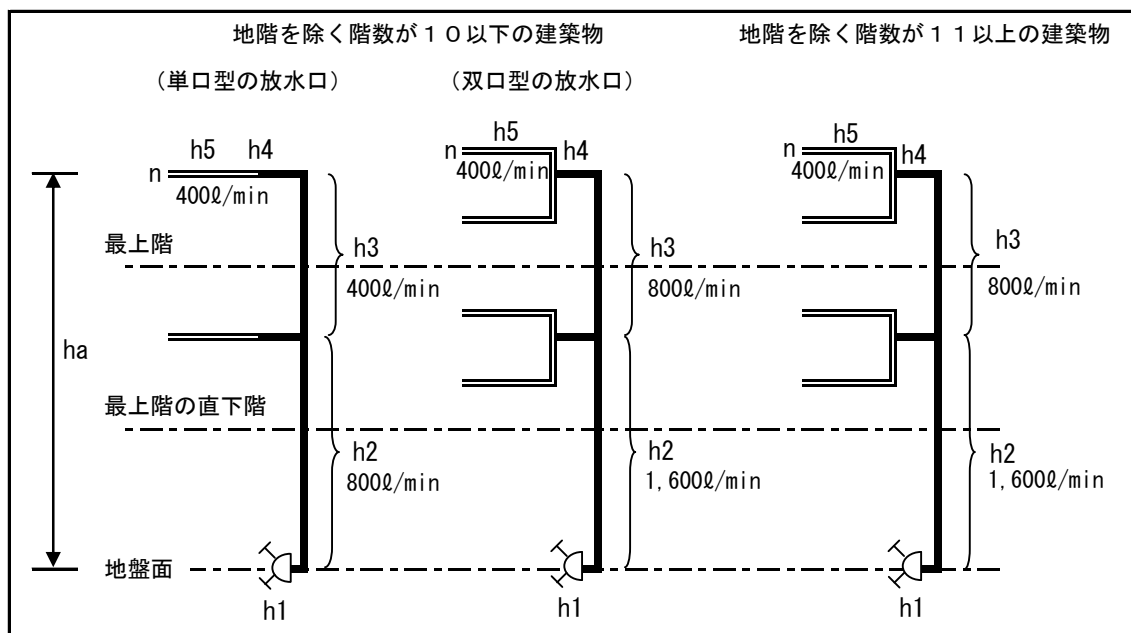 地階を除く階数が１０以下の建築物 地階を除く階数が１１以上の建築物
（単口型の放水口） （双口型の放水口）
h5 h5
h5 h4 n h4 n h4
n 400ℓ/min 400ℓ/min
400ℓ/min
最上階 h3 h3 h3
400ℓ/min 800ℓ/min 800ℓ/min
ha
最上階の直下階
h2 h2 h2
800ℓ/min 1,600ℓ/min 1,600ℓ/min
地盤面
h1 h1 h1